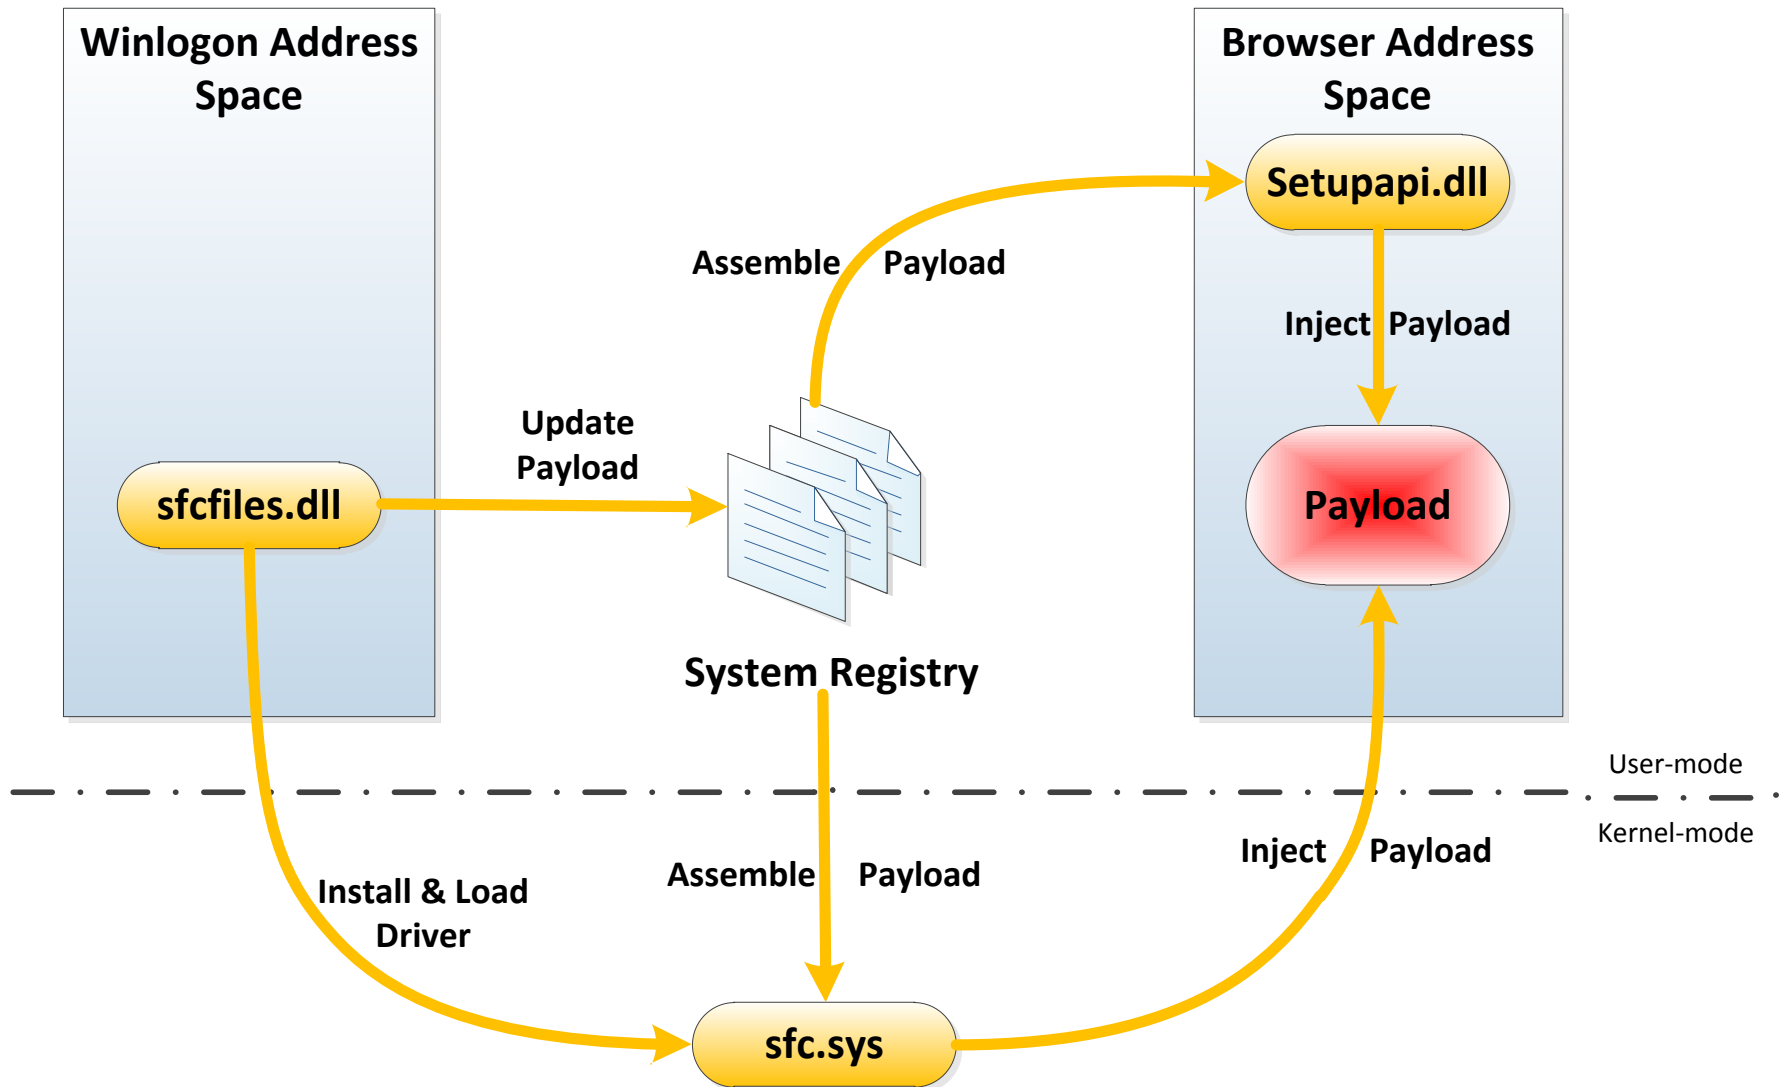 Winlogon Address
Space
Browser Address
Space
Setupapi.dll
Assemble Payload
Inject Payload
Update
Payload
sfcfiles.dll
Payload
System Registry
User-mode
Kernel-mode
Inject Payload
Assemble Payload
Install & Load
Driver
sfc.sys